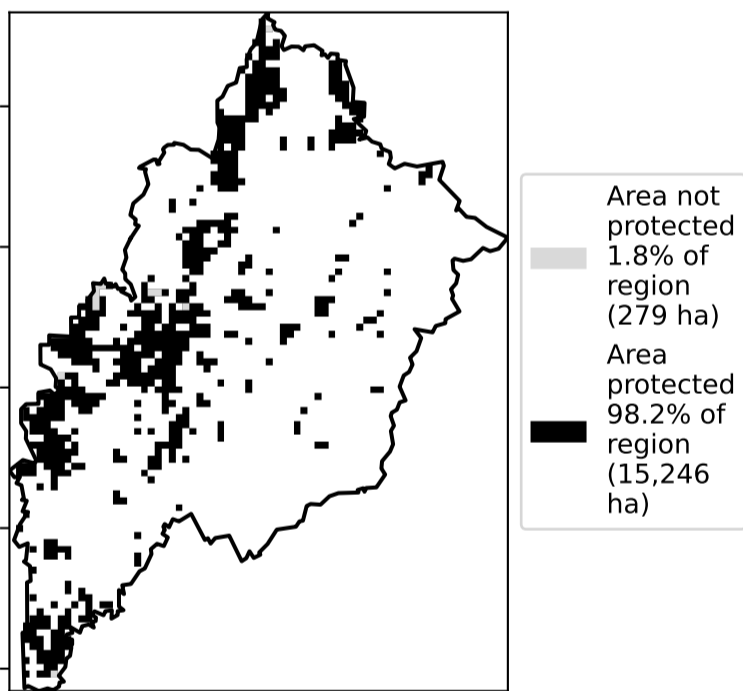 Area not
protected
1.8% of
region
(279 ha)
Area
protected
98.2% of
region
(15,246
ha)